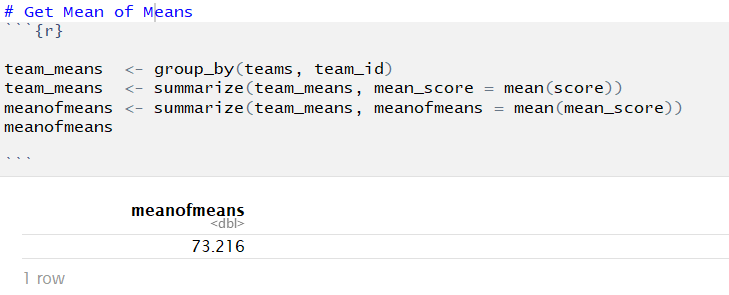 # Get Mean of Means
```{r}
team_means  <- group_by(teams, team_id)
team_means  <- summarize(team_means, mean_score = mean(score))
meanofmeans <- summarize(team_means, meanofmeans = mean(mean_score))
meanofmeans
```
meanofmeans
<dbl>
73.216
1 row